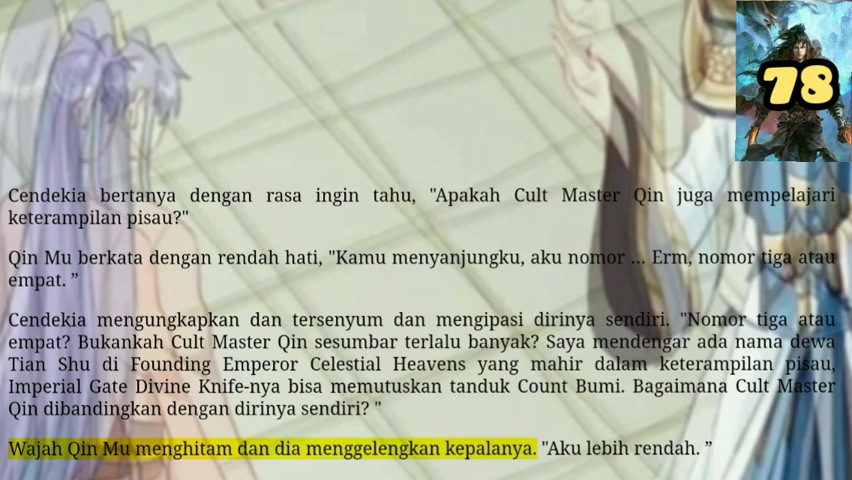 78
Cendekia bertanya dengan rasa ingin tahu, "Apakah Cult Master Qin juga mempelajari
keterampilan pisau?"
Qin Mu berkata dengan rendah hati, "Kamu menyanjungku, aku nomor ... Erm, nomor tiga atau
empat. ”
Cendekia mengungkapkan dan tersenyum dan mengipasi dirinya sendiri. "Nomor tiga atau
empat? Bukankah Cult Master Qin sesumbar terlalu banyak? Saya mendengar ada nama dewa
Tian Shu di Founding Emperor Celestial Heavens yang mahir dalam keterampilan pisau,
Imperial Gate Divine Knife-nya bisa memutuskan tanduk Count Bumi. Bagaimana Cult Master
Qin dibandingkan dengan dirinya sendiri? "
Wajah Qin Mu menghitam dan dia menggelengkan kepalanya. "Aku lebih rendah. ”